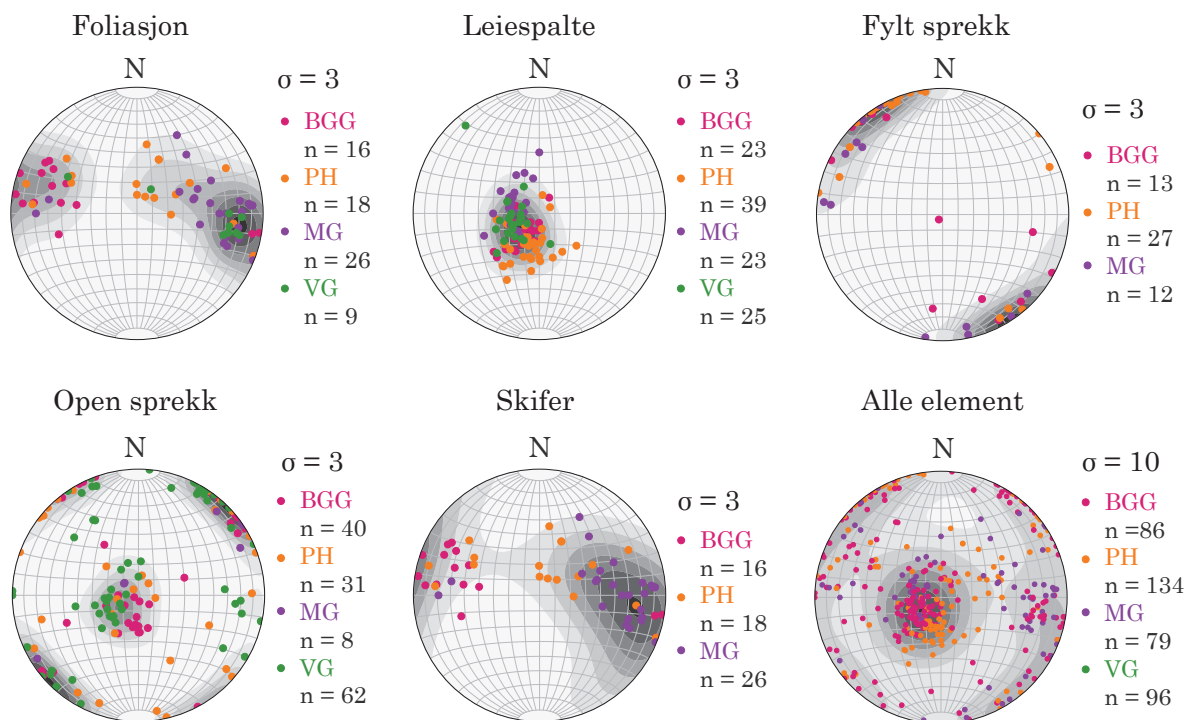 Foliasjon
N
σ = 3
BGG
n = 16
PH
n = 18
MG
n = 26
VG
n = 9
Leiespalte
N
σ = 3
BGG
n = 23
PH
n = 39
MG
n = 23
VG
n = 25
Fylt sprekk
N
σ = 3
BGG
n = 13
PH
n = 27
MG
n = 12
Open sprekk
N
σ = 3
BGG
n = 40
PH
n = 31
MG
n = 8
VG
n = 62
Skifer
N
σ = 3
BGG
n = 16
PH
n = 18
MG
n = 26
Alle element
N
σ = 10
BGG
n =86
PH
n = 134
MG
n = 79
VG
n = 96